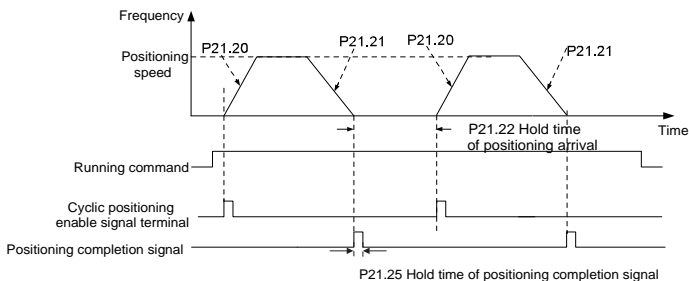 Frequency
P21.20
P21.21
P21.20
P21.21
Positioning
speed
P21.22 Hold time
of positioning arrival
Time
Running command
Cyclic positioning
enable signal terminal
Positioning completion signal
P21.25 Hold time of positioning completion signal